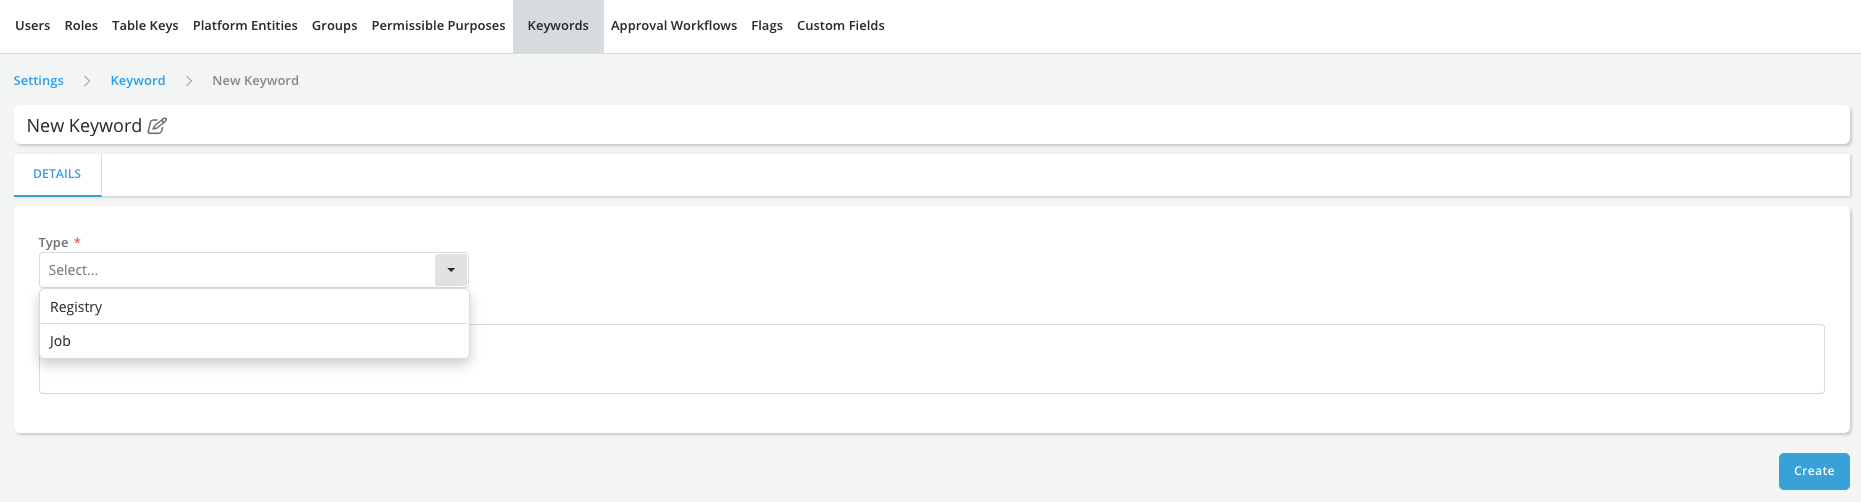 Users Roles Table Keys Platform Entities Groups Permissible Purposes Keywords Approval Workflows Flags Custom Fields
Settings > Keyword > New Keyword
New Keyword
DETAILS
Type *
Select...
Registry
Job
Create